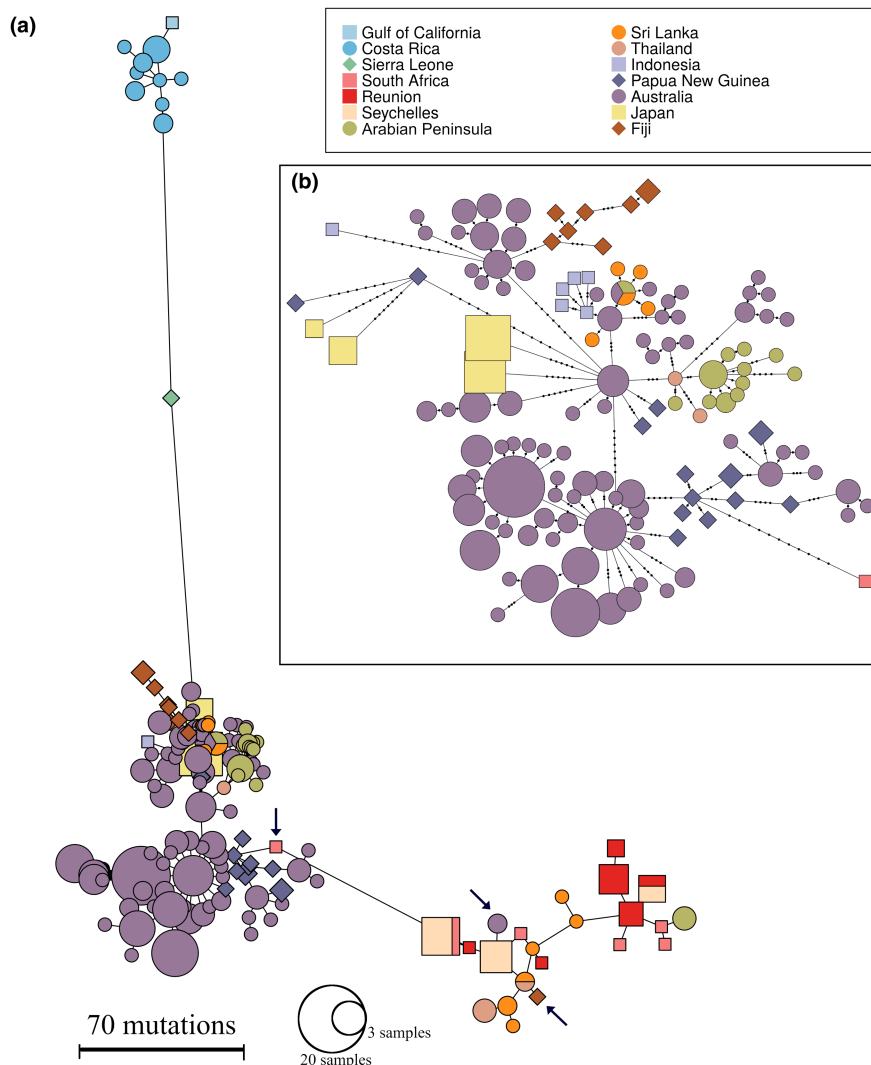 (a)
Gulf of California
Costa Rica
Sierra Leone
South Africa
Reunion
Seychelles
Arabian Peninsula
Sri Lanka
Thailand
Indonesia
Papua New Guinea
Australia
Japan
Fiji
(b)
70 mutations
3 samples
20 samples